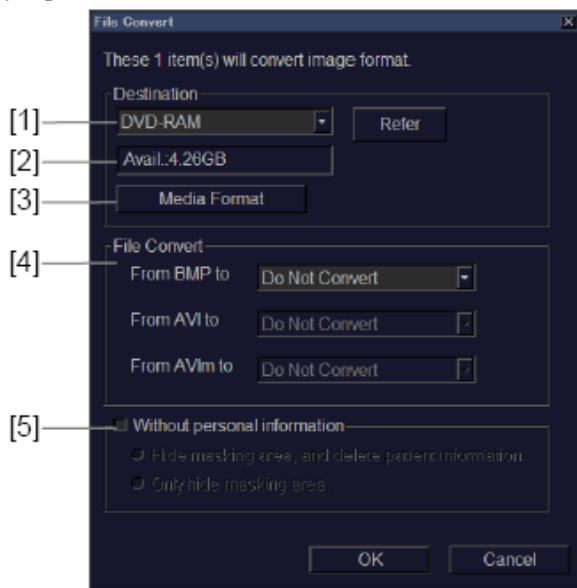 File Convert
These 1 item(s) will convert image format.
Destination
[1] DVD-RAM Refer
[2] Avail.:4.26GB
[3] Media Format
[4] File Convert
From BMP to Do Not Convert
From AVI to Do Not Convert
From AVIm to Do Not Convert
[5] Without personal information
Hide masking area, and delete patient information.
Only hide masking area.
OK Cancel